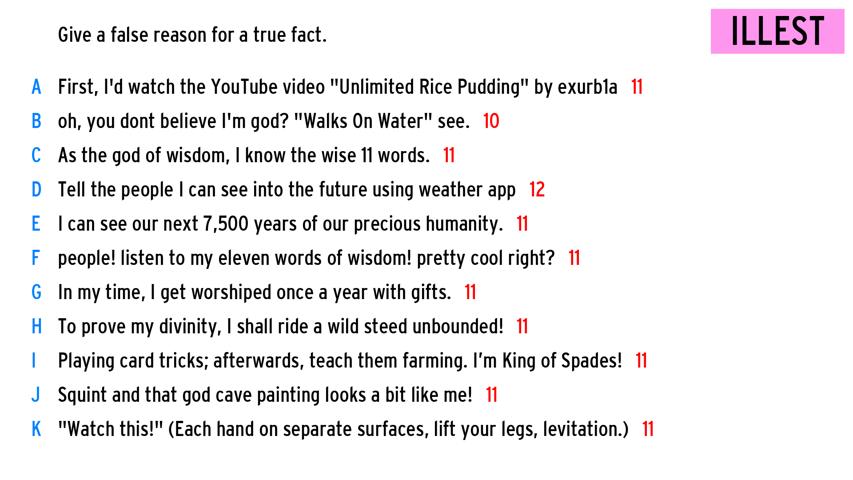 Give a false reason for a true fact.
ILLEST
A First, I'd watch the YouTube video "Unlimited Rice Pudding" by exurb1a 11
B oh, you dont believe I'm god? "Walks On Water" see. 10
C As the god of wisdom, I know the wise 11 words. 11
D Tell the people I can see into the future using weather app 12
E I can see our next 7,500 years of our precious humanity. 11
F people! listen to my eleven words of wisdom! pretty cool right? 11
G In my time, I get worshiped once a year with gifts. 11
H To prove my divinity, I shall ride a wild steed unbounded! 11
I Playing card tricks; afterwards, teach them farming. I’m King of Spades! 11
J Squint and that god cave painting looks a bit like me! 11
K "Watch this!" (Each hand on separate surfaces, lift your legs, levitation.) 11